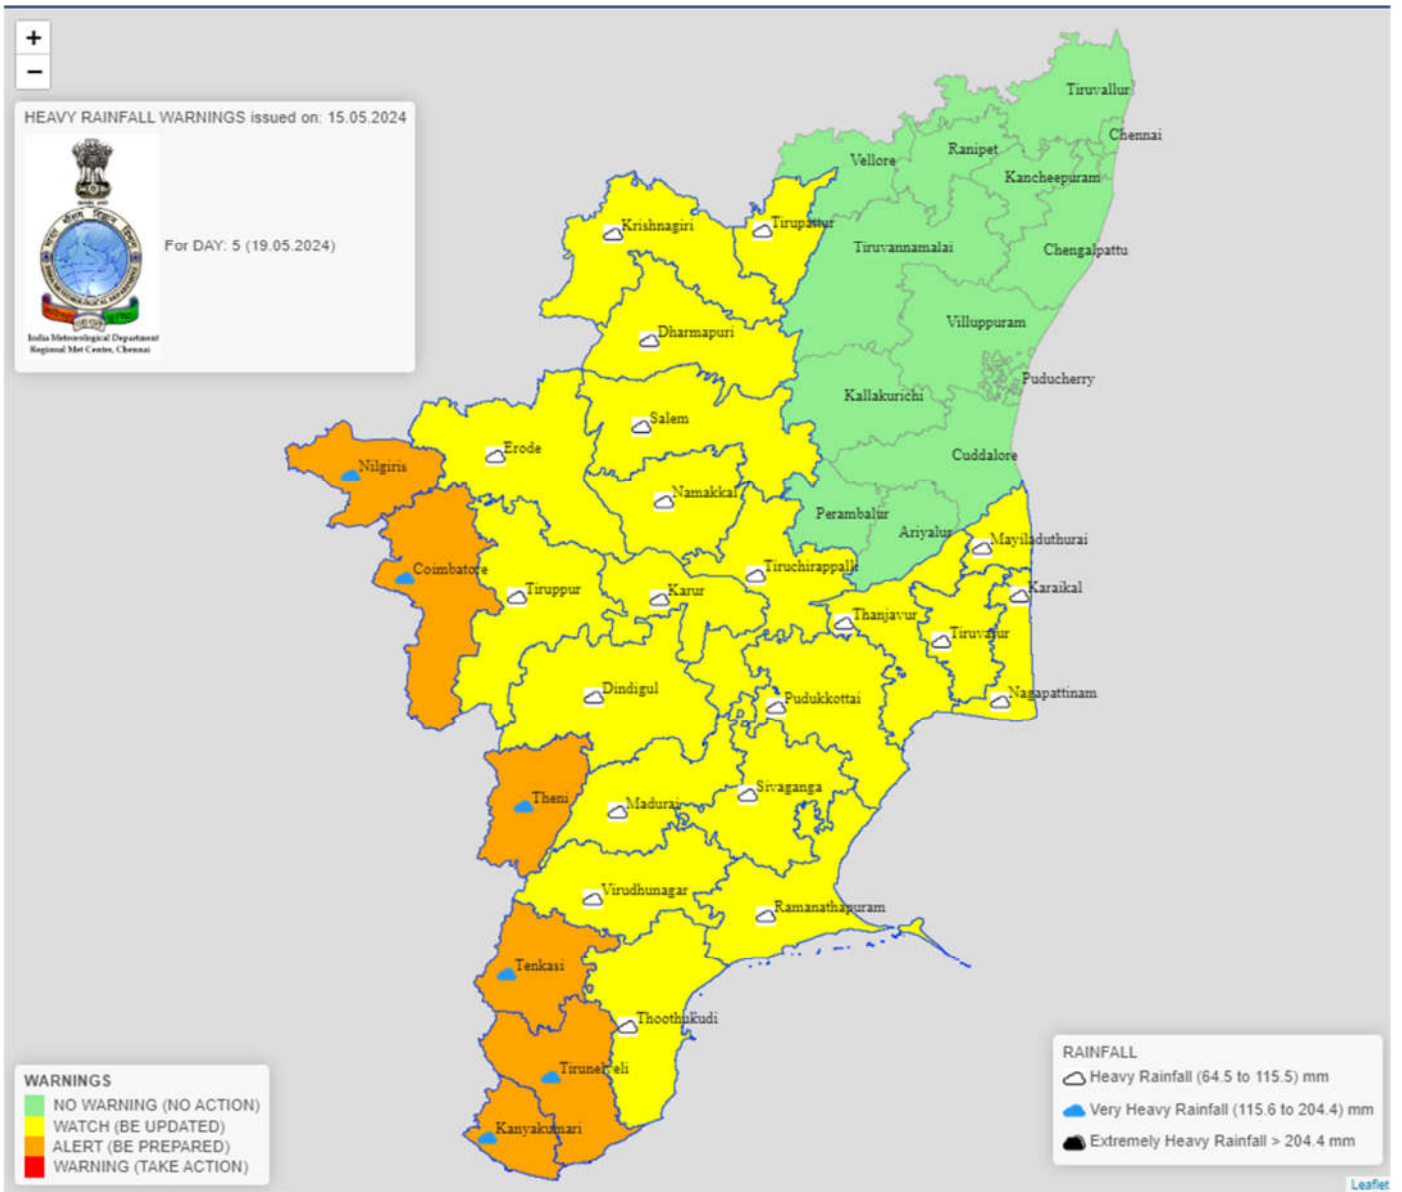 +
−
HEAVY RAINFALL WARNINGS issued on: 15.05.2024
For DAY: 5 (19.05.2024)
India Meteorological Department
Regional Met Centre, Chennai
Tiruvallur
Chennai
Ranipet
Vellore
Kancheepuram
Krishnagiri
Tirupattur
Tiruvannamalai
Chengalpattu
Villuppuram
Dharmapuri
Puducherry
Kallakurichi
Salem
Erode
Cuddalore
Nilgiris
Namakkal
Perambalur
Ariyalur
Mayiladuthurai
Coimbatore
Tiruchirappalli
Tiruppur
Karur
Karaikal
Thanjavur
Tiruvarur
Dindigul
Pudukkottai
Nagapattinam
Theni
Madurai
Sivaganga
Virudhunagar
Ramanathapuram
Tenkasi
Thoothukudi
Tirunelveli
Kanyakumari
WARNINGS
NO WARNING (NO ACTION)
WATCH (BE UPDATED)
ALERT (BE PREPARED)
WARNING (TAKE ACTION)
RAINFALL
Heavy Rainfall (64.5 to 115.5) mm
Very Heavy Rainfall (115.6 to 204.4) mm
Extremely Heavy Rainfall > 204.4 mm
Leaflet